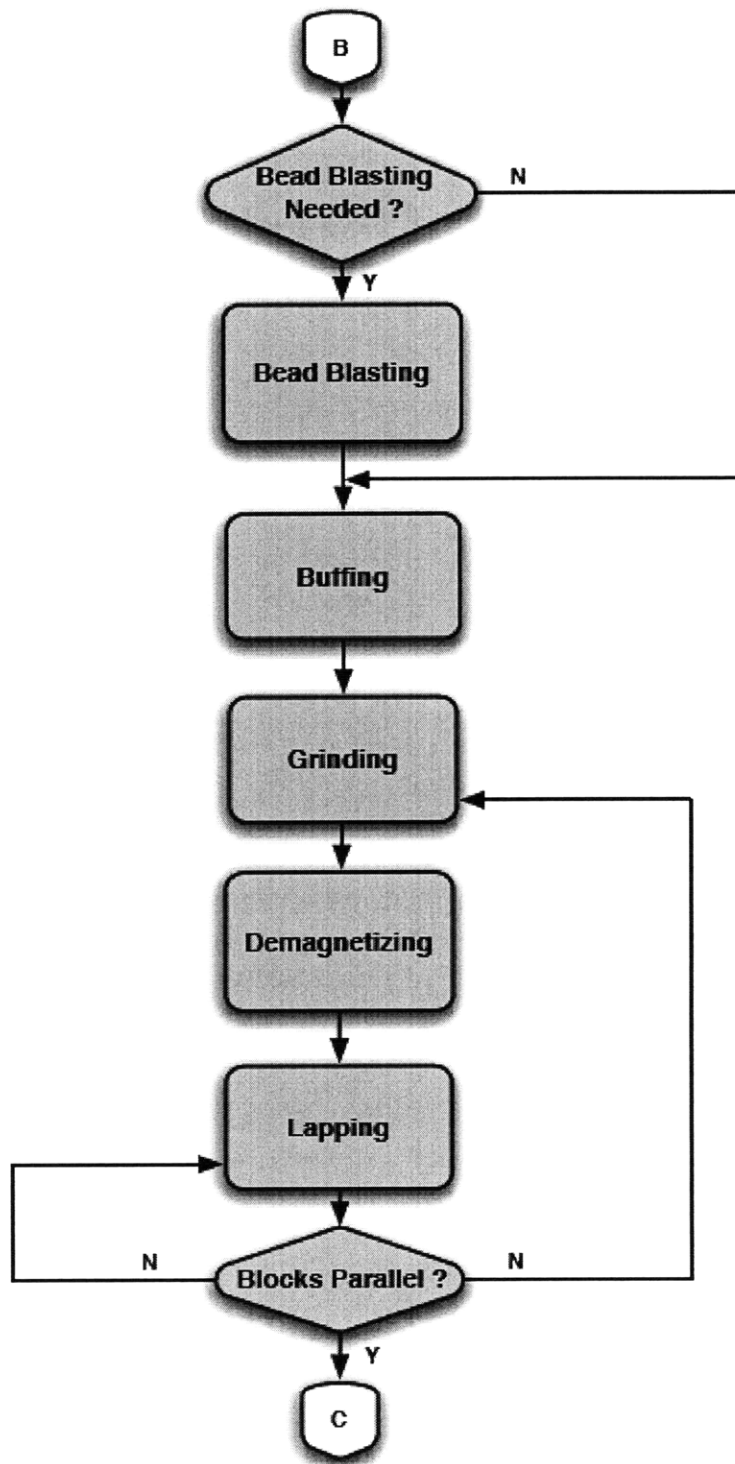 B
Bead Blasting
Needed ?
N
Y
Bead Blasting
Buffing
Grinding
Demagnetizing
Lapping
N
Blocks Parallel ?
N
Y
C